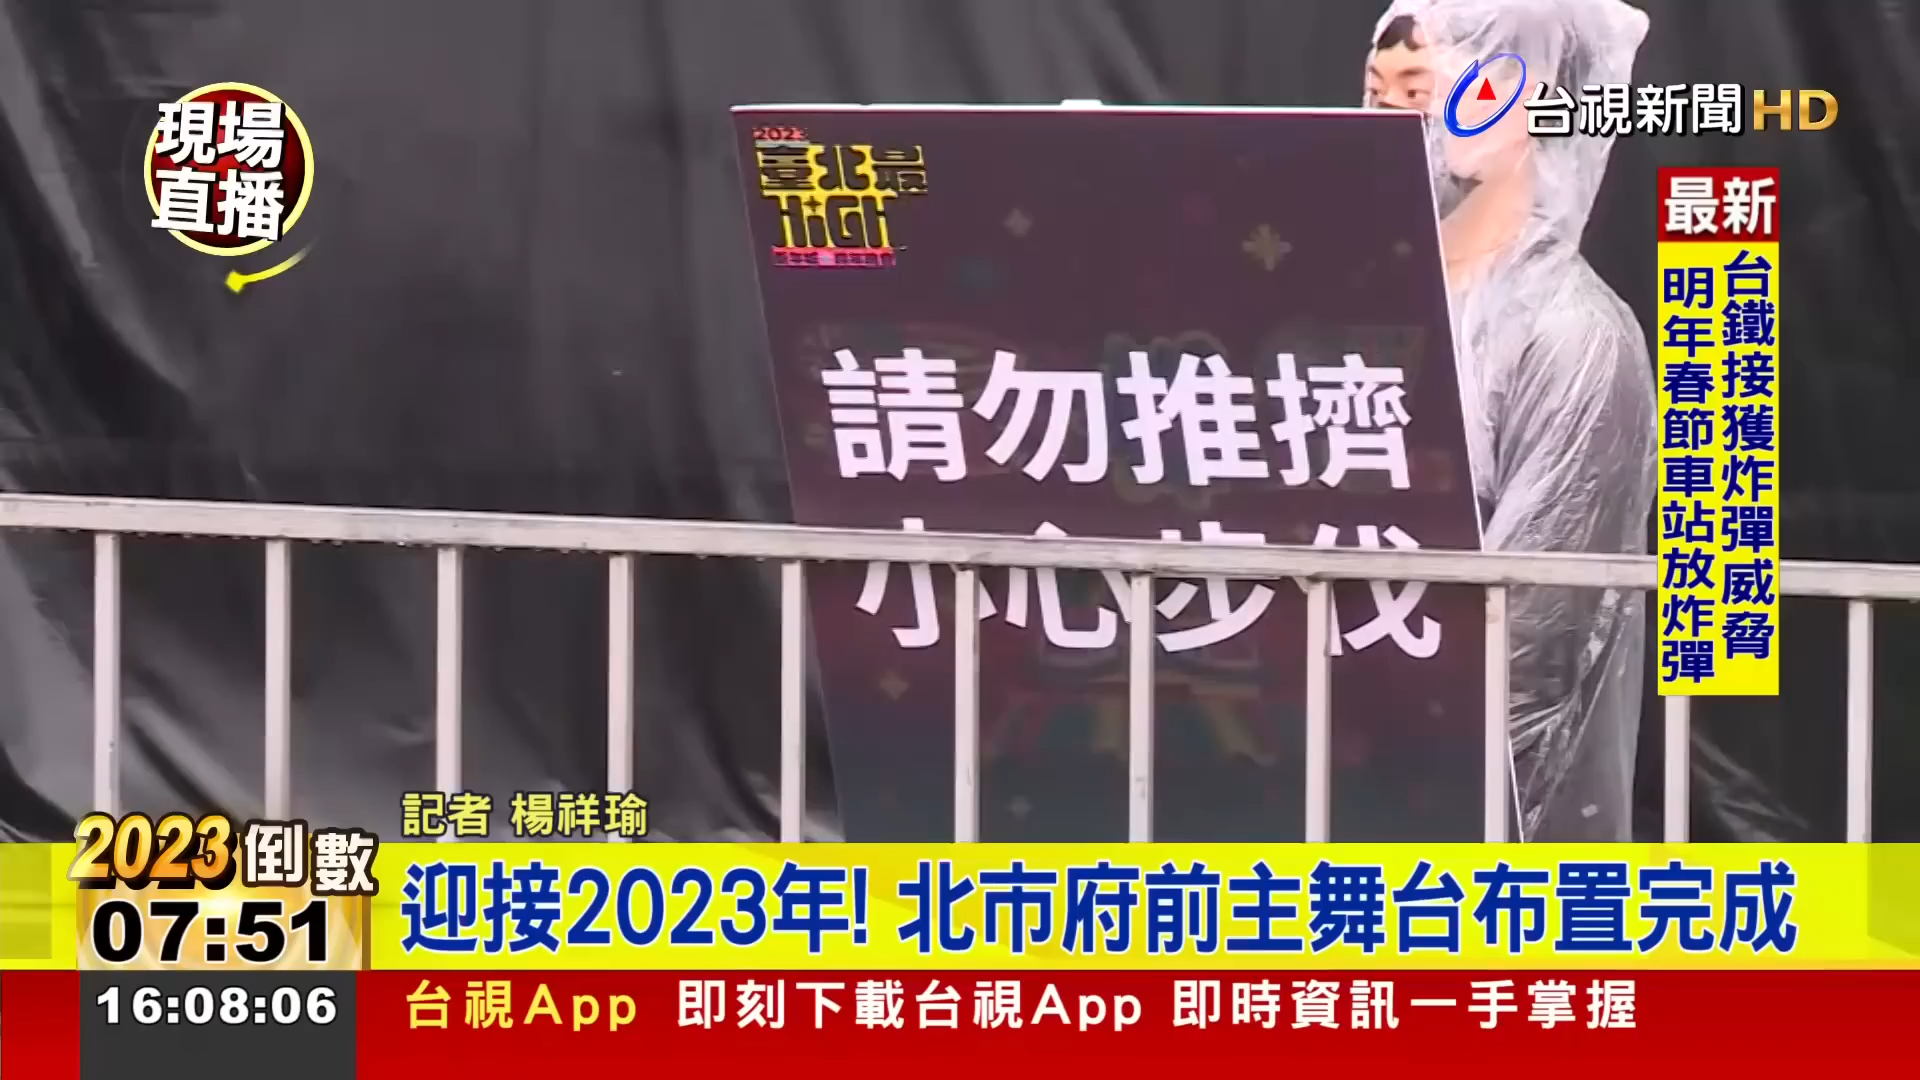 現場
直播
台視新聞HD
2023
臺北最
HiGH
請勿推擠
小心步伐
最新
台鐵接獲炸彈威脅
明年春節車站放炸彈
記者 楊祥瑜
2023倒數
07:51
迎接2023年! 北市府前主舞台布置完成
16:08:06
台視App 即刻下載台視App 即時資訊一手掌握